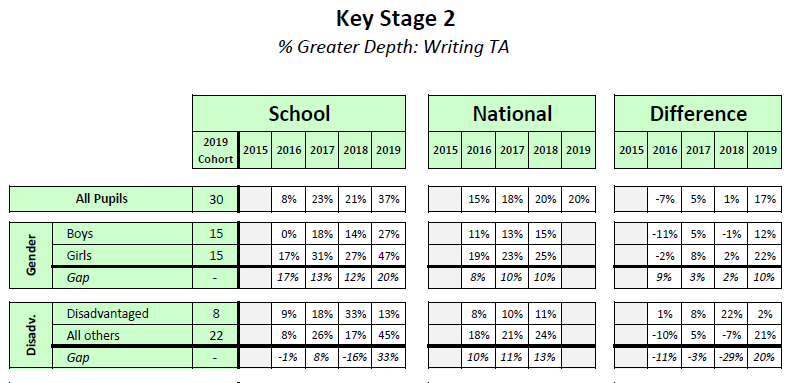 Key Stage 2
% Greater Depth: Writing TA
School National Difference
2019 Cohort 2015 2016 2017 2018 2019 2015 2016 2017 2018 2019 2015 2016 2017 2018 2019
All Pupils 30 8% 23% 21% 37% 15% 18% 20% 20% -7% 5% 1% 17%
Gender
Boys 15 0% 18% 14% 27% 11% 13% 15% -11% 5% -1% 12%
Girls 15 17% 31% 27% 47% 19% 23% 25% -2% 8% 2% 22%
Gap - 17% 13% 12% 20% 8% 10% 10% 9% 3% 2% 10%
Disadv.
Disadvantaged 8 9% 18% 33% 13% 8% 10% 11% 1% 8% 22% 2%
All others 22 8% 26% 17% 45% 18% 21% 24% -10% 5% -7% 21%
Gap - -1% 8% -16% 33% 10% 11% 13% -11% -3% -29% 20%